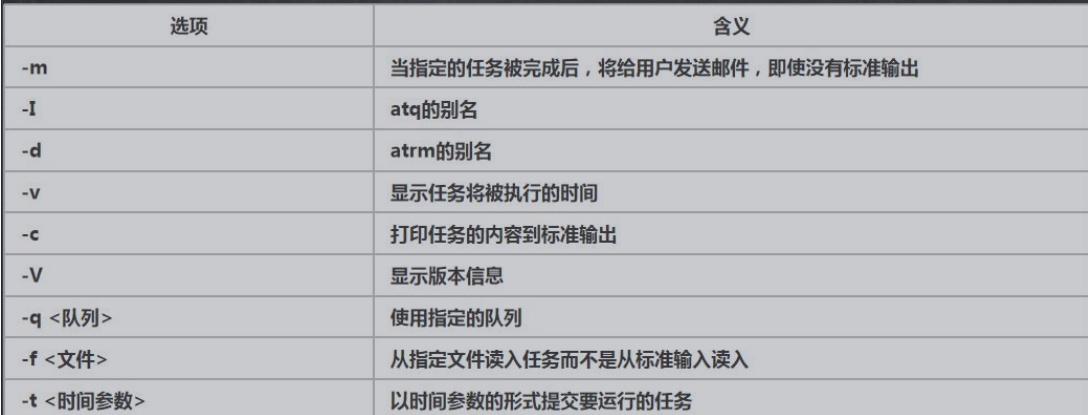 选项 含义
-m 当指定的任务被完成后，将给用户发送邮件，即使没有标准输出
-I atq的别名
-d atrm的别名
-v 显示任务将被执行的时间
-c 打印任务的内容到标准输出
-V 显示版本信息
-q <队列> 使用指定的队列
-f <文件> 从指定文件读入任务而不是从标准输入读入
-t <时间参数> 以时间参数的形式提交要运行的任务